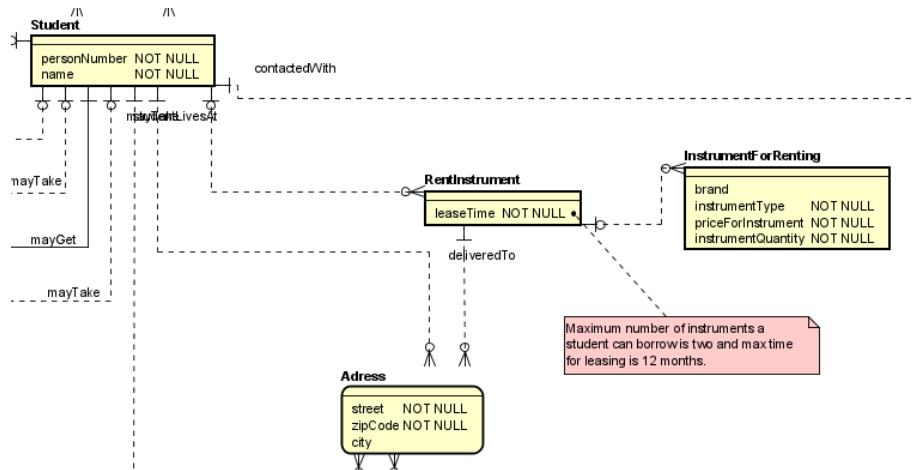 Student
personNumber NOT NULL
name NOT NULL
contactedWith
studentLivesAt
mayTake
mayGet
mayTake
RentInstrument
leaseTime NOT NULL
deliveredTo
InstrumentForRenting
brand
instrumentType NOT NULL
priceForInstrument NOT NULL
instrumentQuantity NOT NULL
Maximum number of instruments a
student can borrow is two and max time
for leasing is 12 months.
Adress
street NOT NULL
zipCode NOT NULL
city